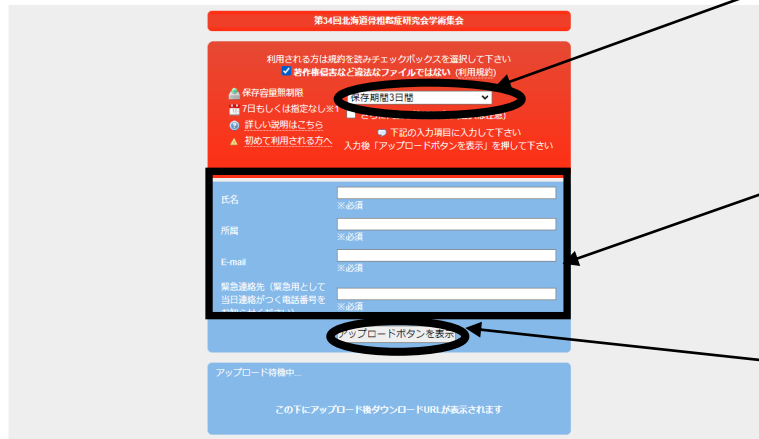 第34回北海道骨粗鬆症研究会学術集会
利用される方は規約を読みチェックボックスを選択して下さい
著作権侵害など違法なファイルではない (利用規約)
保存容量無制限
保存期間3日間
7日もしくは指定なし※1
詳しい説明はこちら
下記の入力項目に入力して下さい
初めて利用される方へ
入力後「アップロードボタンを表示」を押して下さい
氏名
※必須
所属
※必須
E-mail
※必須
緊急連絡先（緊急用として
当日連絡がつく電話番号を
※必須
アップロードボタンを表示
アップロード待機中...
この下にアップロード後ダウンロードURLが表示されます